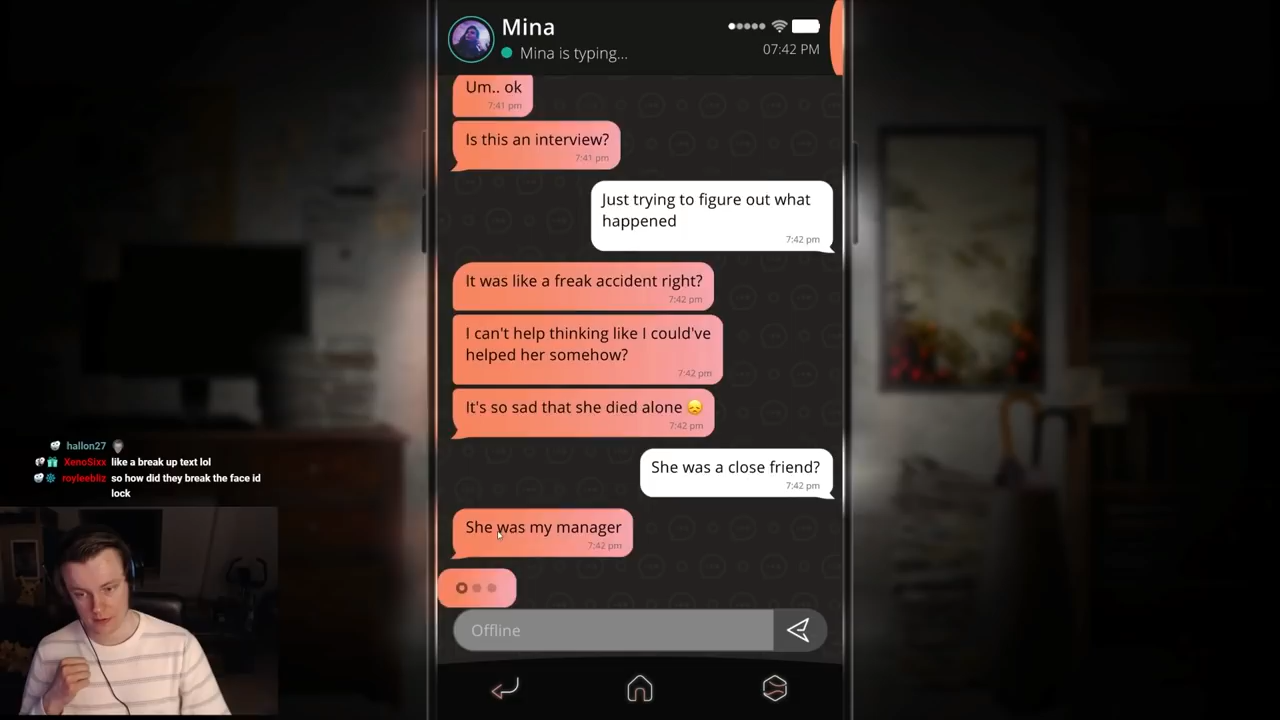 Mina
Mina is typing...
07:42 PM
Um.. ok
7:41 pm
Is this an interview?
7:41 pm
Just trying to figure out what
happened
7:42 pm
It was like a freak accident right?
7:42 pm
I can't help thinking like I could've
helped her somehow?
7:42 pm
It's so sad that she died alone 😞
7:42 pm
She was a close friend?
7:42 pm
She was my manager
7:42 pm
Offline
hallon27
XenoSixx like a break up text lol
royleebliz so how did they break the face id
lock